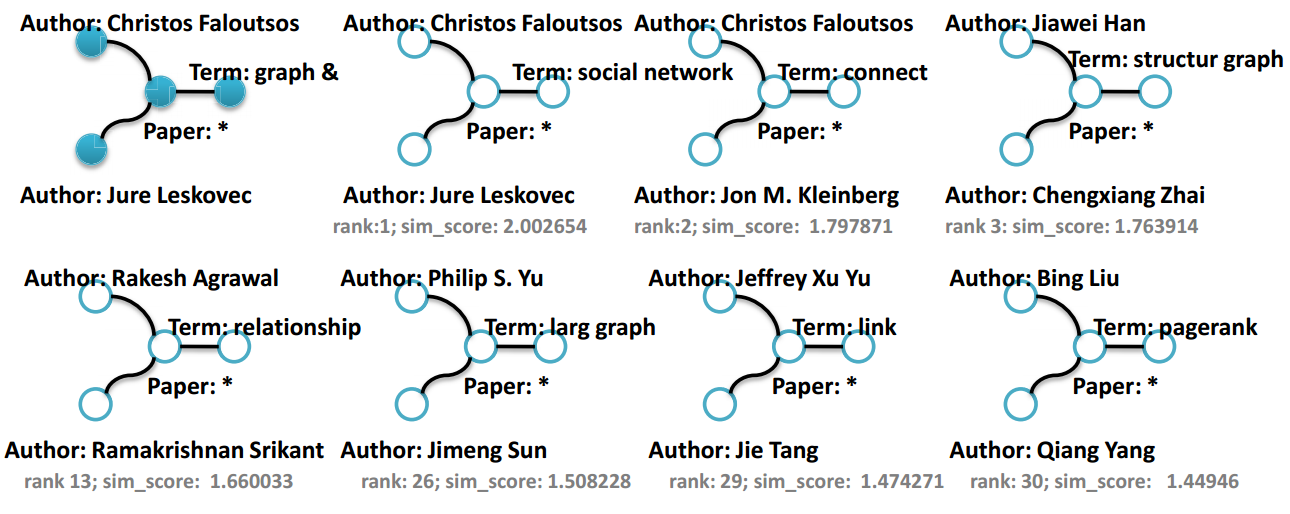 Author: Christos Faloutsos
Term: graph &
Paper: *
Author: Jure Leskovec
Author: Christos Faloutsos
Term: social network
Paper: *
Author: Jure Leskovec
rank:1; sim_score: 2.002654
Author: Christos Faloutsos
Term: connect
Paper: *
Author: Jon M. Kleinberg
rank:2; sim_score: 1.797871
Author: Jiawei Han
Term: structur graph
Paper: *
Author: Chengxiang Zhai
rank 3: sim_score: 1.763914
Author: Rakesh Agrawal
Term: relationship
Paper: *
Author: Ramakrishnan Srikant
rank 13; sim_score: 1.660033
Author: Philip S. Yu
Term: larg graph
Paper: *
Author: Jimeng Sun
rank: 26; sim_score: 1.508228
Author: Jeffrey Xu Yu
Term: link
Paper: *
Author: Jie Tang
rank: 29; sim_score: 1.474271
Author: Bing Liu
Term: pagerank
Paper: *
Author: Qiang Yang
rank: 30; sim_score: 1.44946